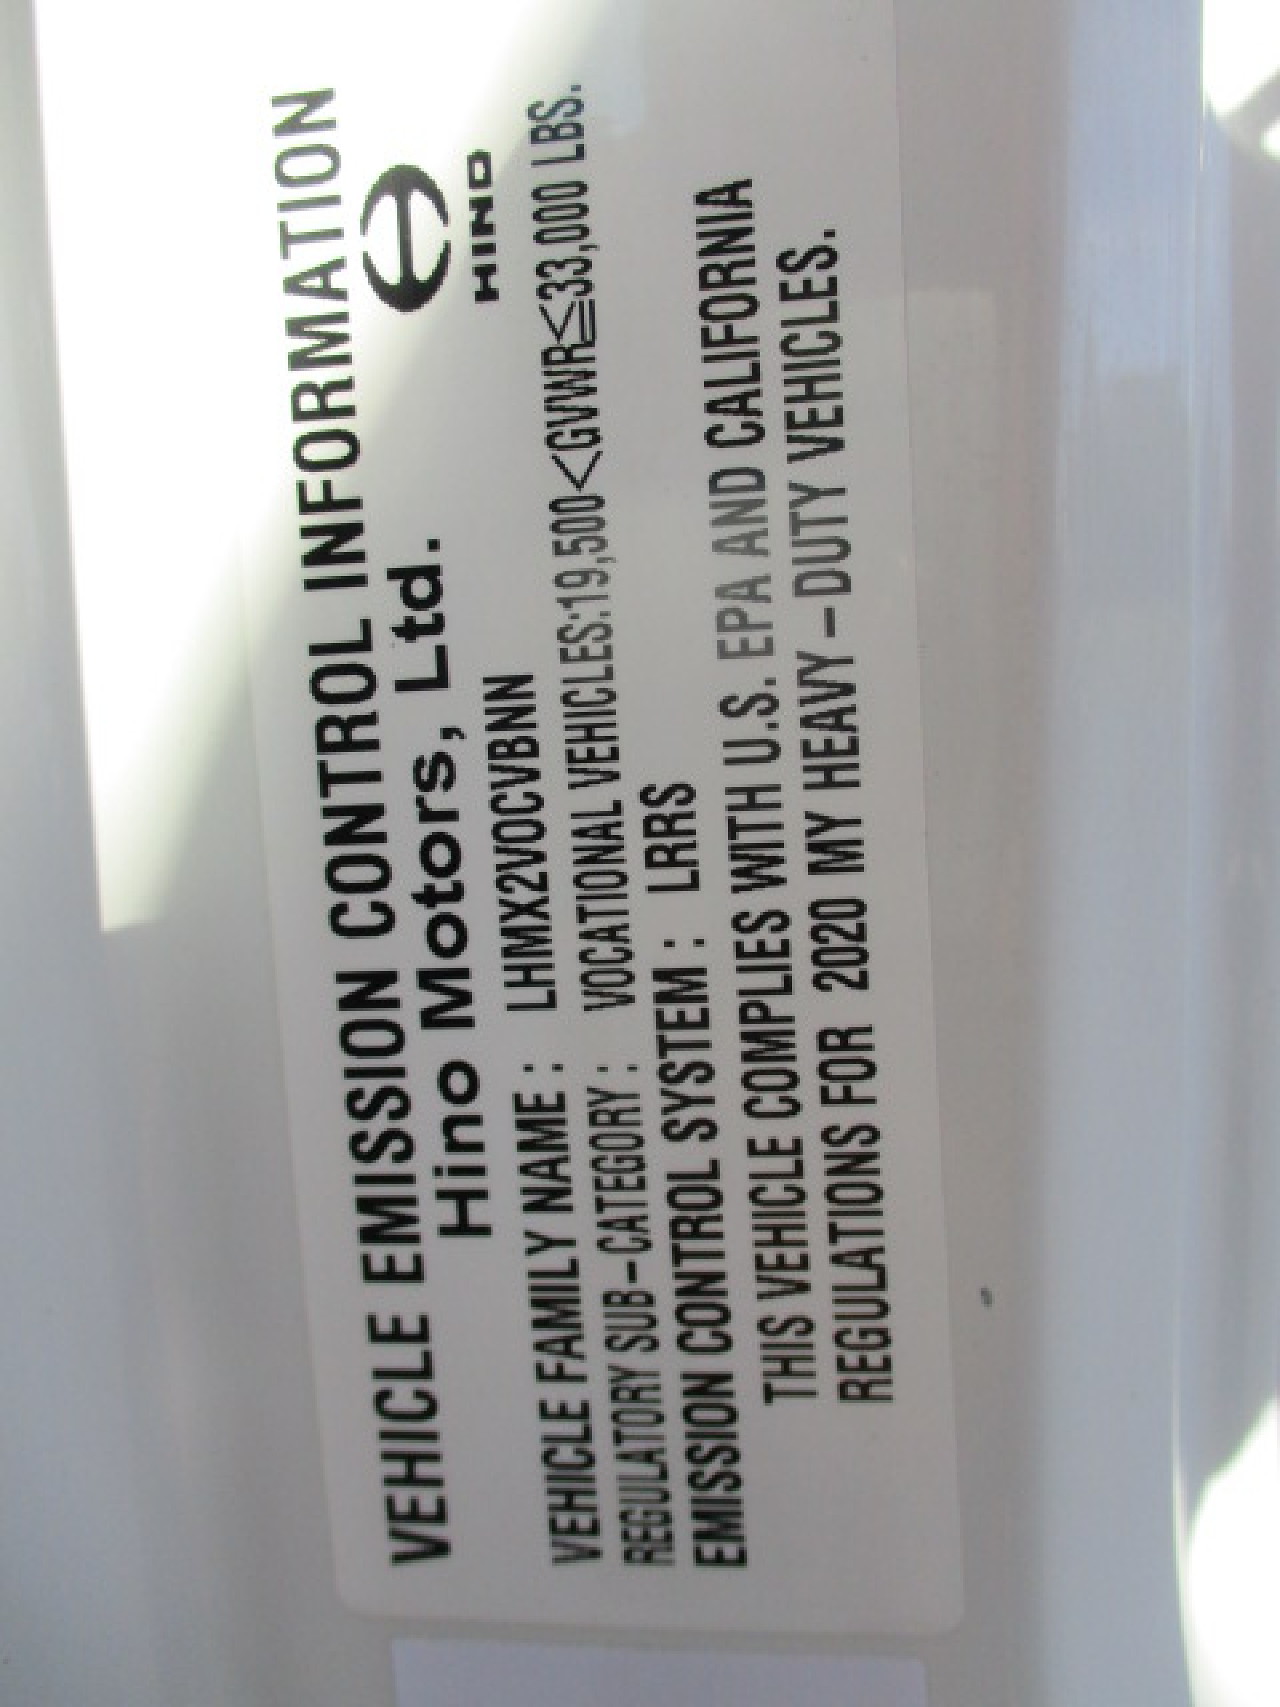 VEHICLE EMISSION CONTROL INFORMATION
Hino Motors, Ltd.
HINO
VEHICLE FAMILY NAME : LHMX2VOCVBNN
REGULATORY SUB-CATEGORY : VOCATIONAL VEHICLES:19,500<GVWR≦33,000 LBS.
EMISSION CONTROL SYSTEM : LRRS
THIS VEHICLE COMPLIES WITH U.S. EPA AND CALIFORNIA
REGULATIONS FOR 2020 MY HEAVY-DUTY VEHICLES.